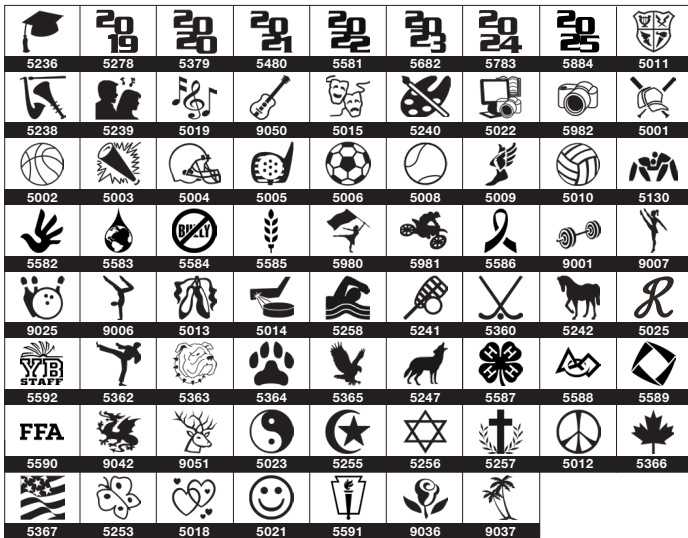 20 19 20 20 20 21 20 22 20 23 20 24 20 25
5236 5278 5379 5480 5581 5682 5783 5884 5011
5238 5239 5019 9050 5015 5240 5022 5982 5001
5002 5003 5004 5005 5006 5008 5009 5010 5130
BULLY
5582 5583 5584 5585 5980 5981 5586 9001 9007
R
9025 9006 5013 5014 5258 5241 5360 5242 5025
YB
STAFF
H H H H
5592 5362 5363 5364 5365 5247 5587 5588 5589
FFA
5590 9042 9051 5023 5255 5256 5257 5012 5366
5367 5253 5018 5021 5591 9036 9037